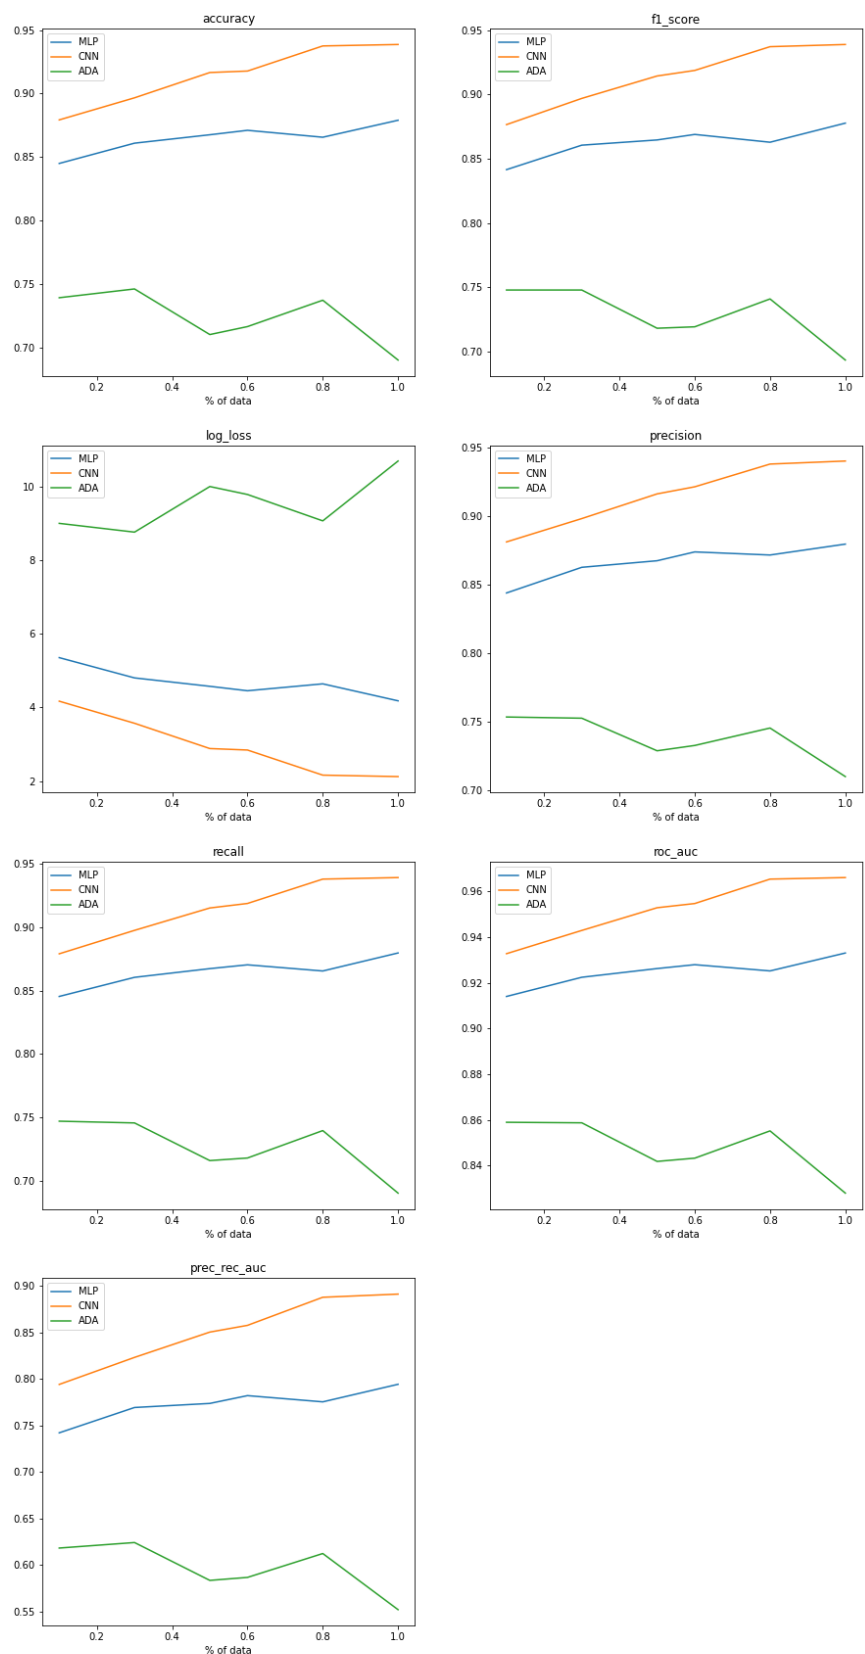 accuracy
0.95
0.90
0.85
0.80
0.75
0.70
MLP
CNN
ADA
0.2 0.4 0.6 0.8 1.0
% of data
f1_score
0.95
0.90
0.85
0.80
0.75
0.70
MLP
CNN
ADA
0.2 0.4 0.6 0.8 1.0
% of data
log_loss
10
8
6
4
2
MLP
CNN
ADA
0.2 0.4 0.6 0.8 1.0
% of data
precision
0.95
0.90
0.85
0.80
0.75
0.70
MLP
CNN
ADA
0.2 0.4 0.6 0.8 1.0
% of data
recall
0.95
0.90
0.85
0.80
0.75
0.70
MLP
CNN
ADA
0.2 0.4 0.6 0.8 1.0
% of data
roc_auc
0.96
0.94
0.92
0.90
0.88
0.86
0.84
MLP
CNN
ADA
0.2 0.4 0.6 0.8 1.0
% of data
prec_rec_auc
0.90
0.85
0.80
0.75
0.70
0.65
0.60
0.55
MLP
CNN
ADA
0.2 0.4 0.6 0.8 1.0
% of data